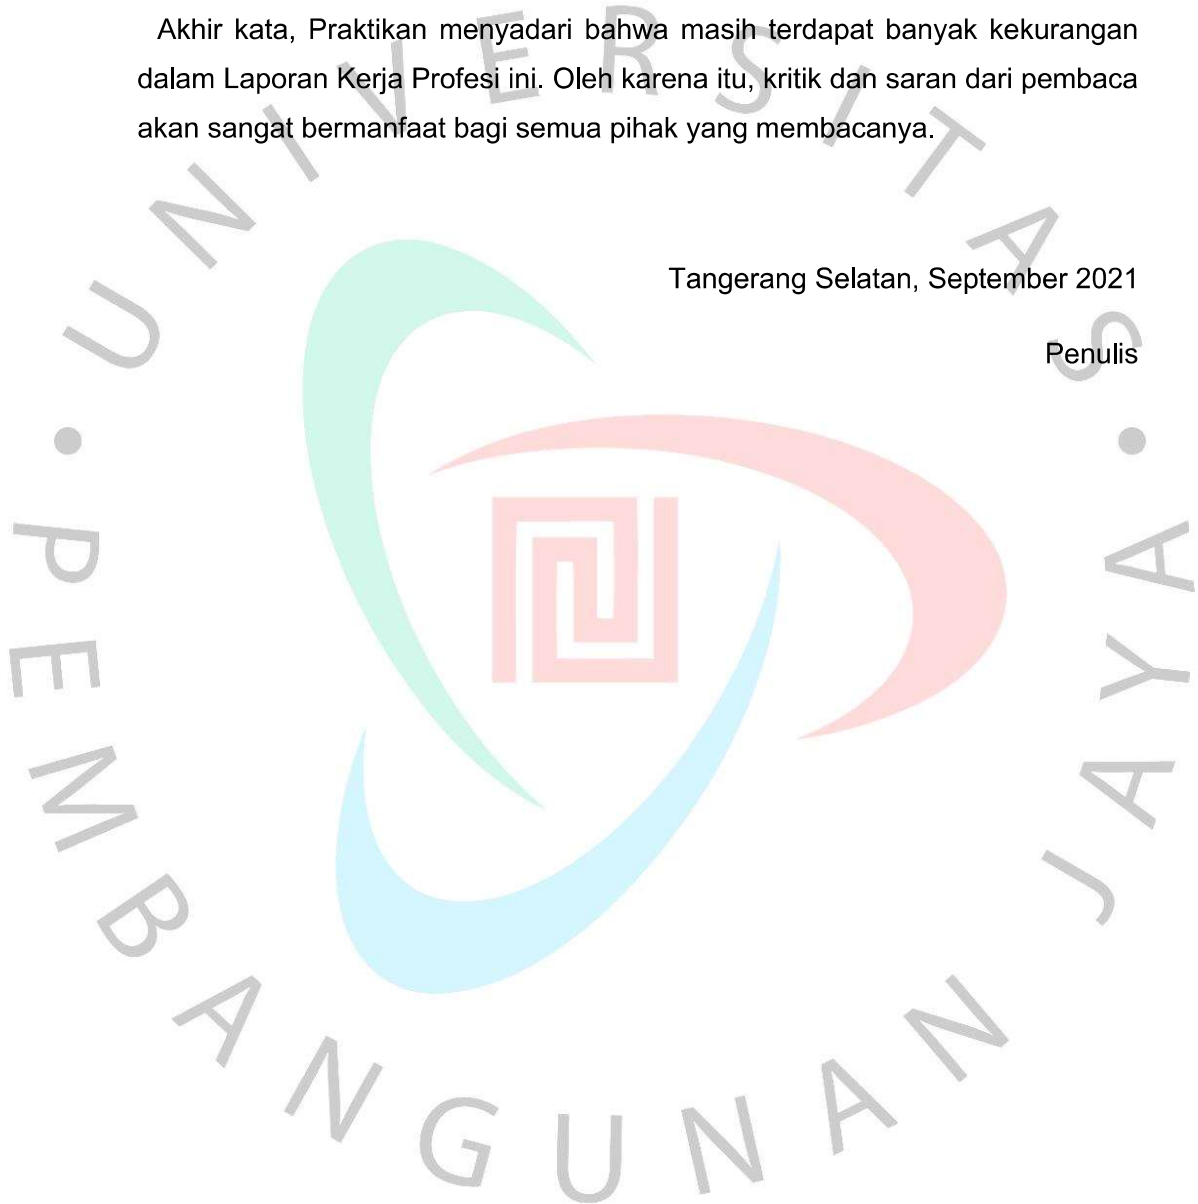 Akhir kata, Praktikan menyadari bahwa masih terdapat banyak kekurangan
dalam Laporan Kerja Profesi ini. Oleh karena itu, kritik dan saran dari pembaca
akan sangat bermanfaat bagi semua pihak yang membacanya.
Tangerang Selatan, September 2021
Penulis
UNIVERSITAS • PEMBANGUNAN JAYA •